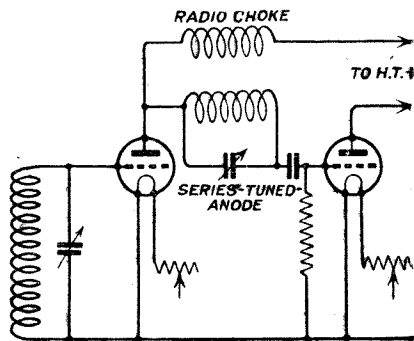 RADIO CHOKE
TO H.T.+
SERIES-TUNED-
ANODE